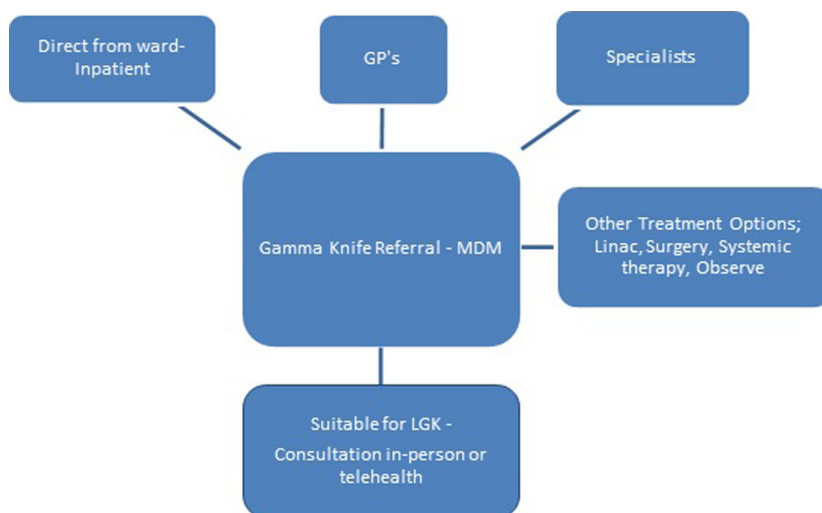 Direct from ward-
Inpatient
GP's
Specialists
Gamma Knife Referral - MDM
Other Treatment Options;
Linac, Surgery, Systemic
therapy, Observe
Suitable for LGK -
Consultation in-person or
telehealth